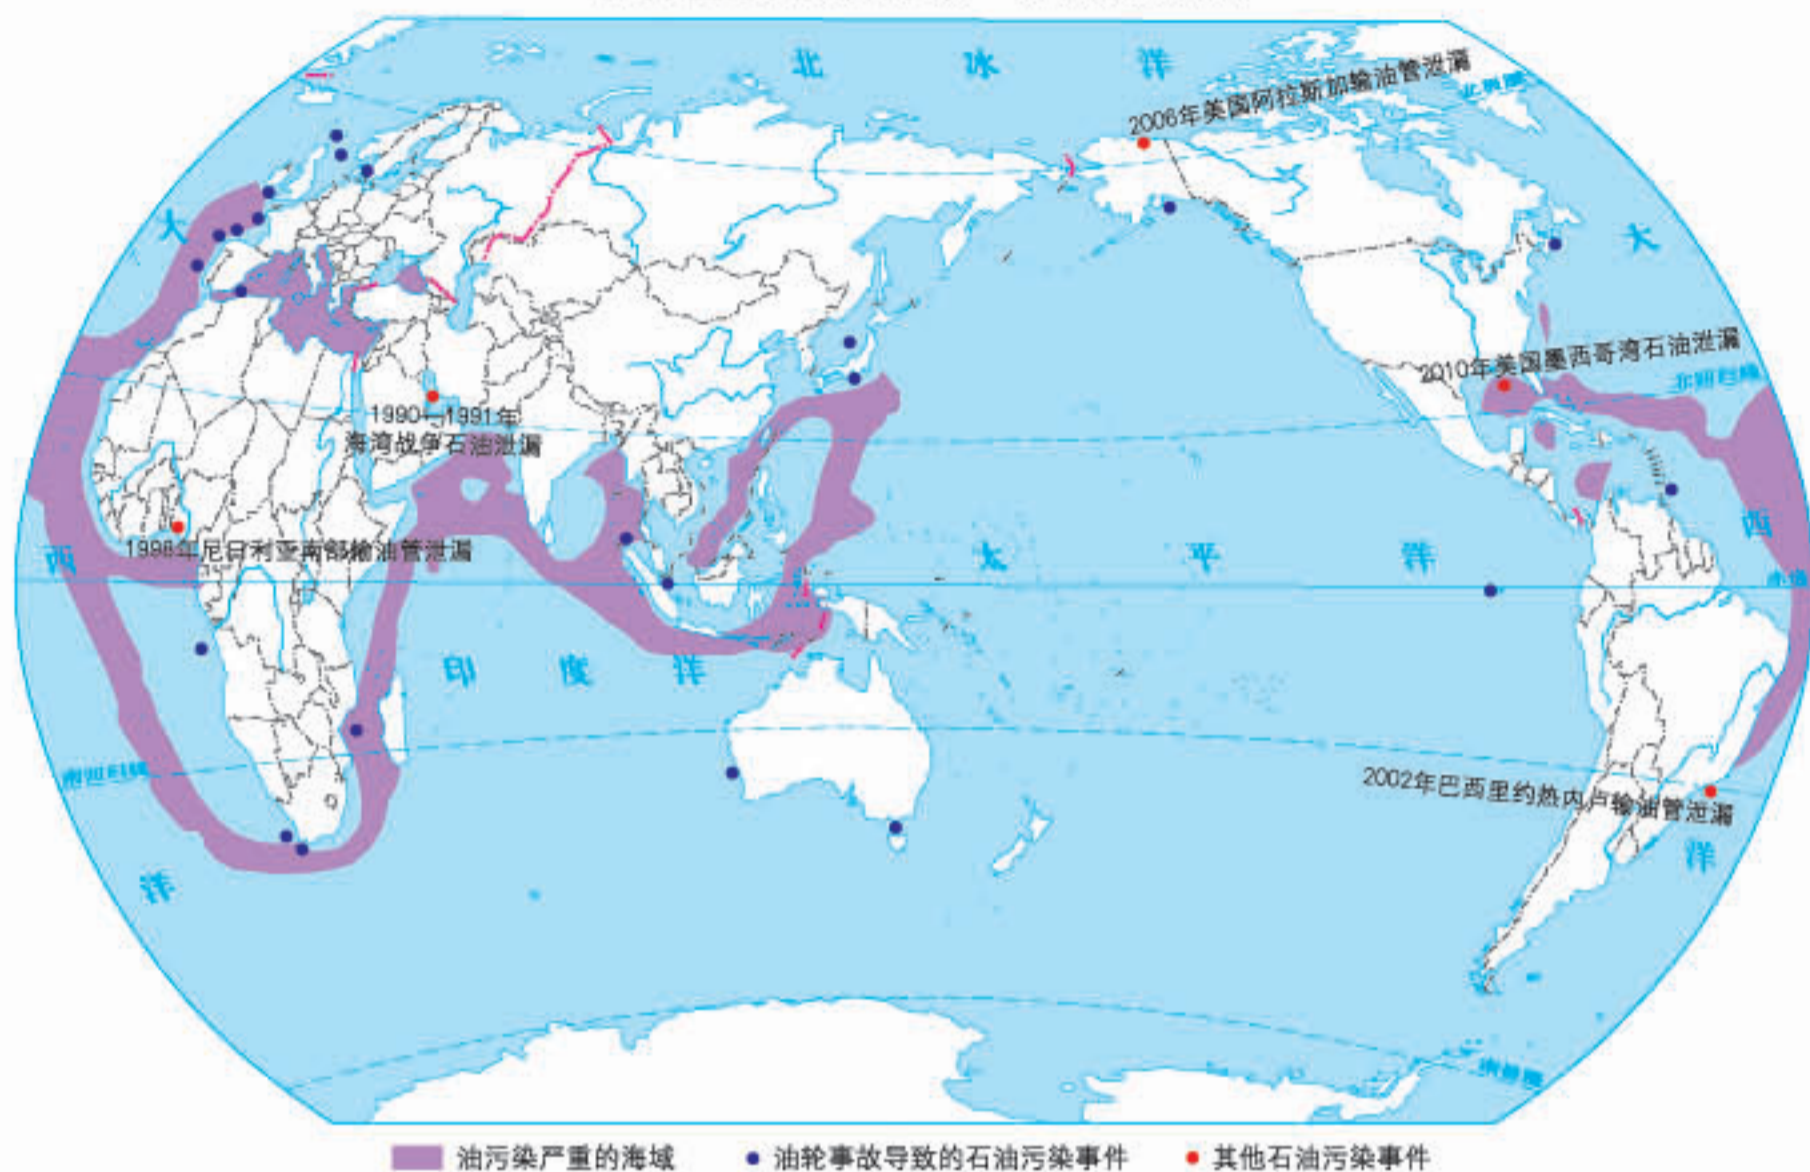 北 冰 洋
2006年美国阿拉斯加输油管泄漏
北极圈
大
大
2010年美国墨西哥湾石油泄漏
北回归线
1990—1991年
海湾战争石油泄漏
西
西
1998年尼日利亚南部输油管泄漏
太 平 洋
赤道
印 度 洋
南回归线
2002年巴西里约热内卢输油管泄漏
洋
洋
南极圈
油污染严重的海域
油轮事故导致的石油污染事件
其他石油污染事件